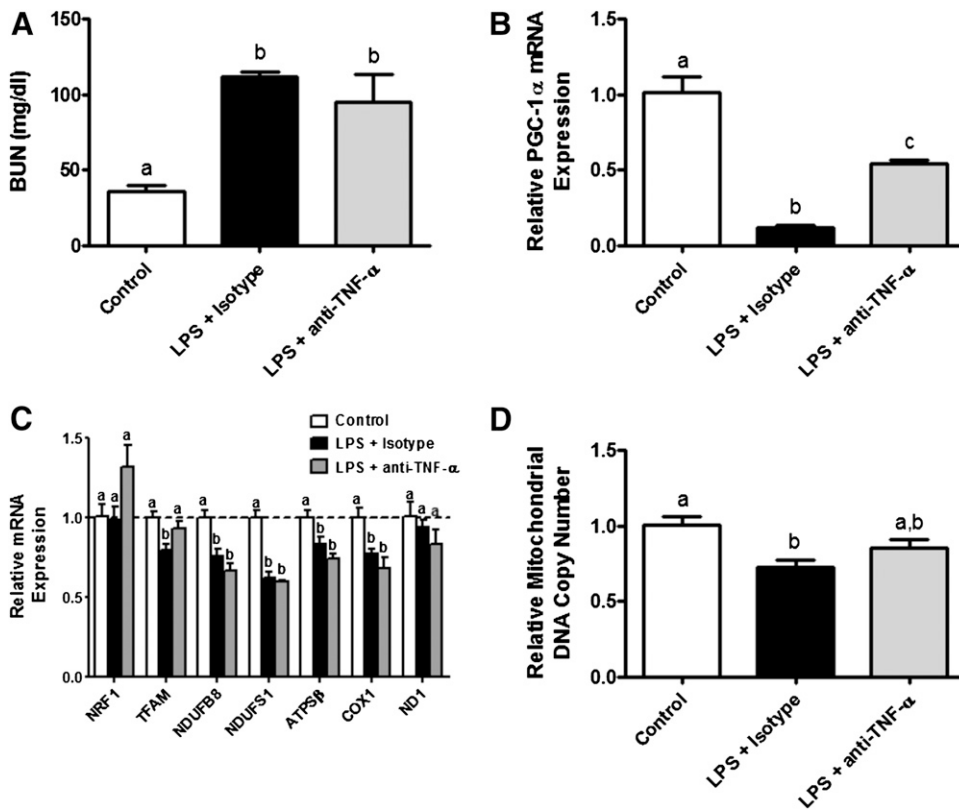 A
BUN (mg/dl)
150
100
50
0
a
b
b
Control
LPS + Isotype
LPS + anti-TNF-α
B
Relative PGC-1α mRNA
Expression
1.0
0.5
0.0
a
b
c
Control
LPS + Isotype
LPS + anti-TNF-α
C
Relative mRNA
Expression
1.5
1.0
0.5
0.0
Control
LPS + Isotype
LPS + anti-TNF-α
a a a
a b a
a b b
a b b
a b b
a b b
a a a
NRF1
TFAM
NDUFB8
NDUFS1
ATPSβ
COX1
ND1
D
Relative Mitochondrial
DNA Copy Number
1.5
1.0
0.5
0.0
a
b
a,b
Control
LPS + Isotype
LPS + anti-TNF-α